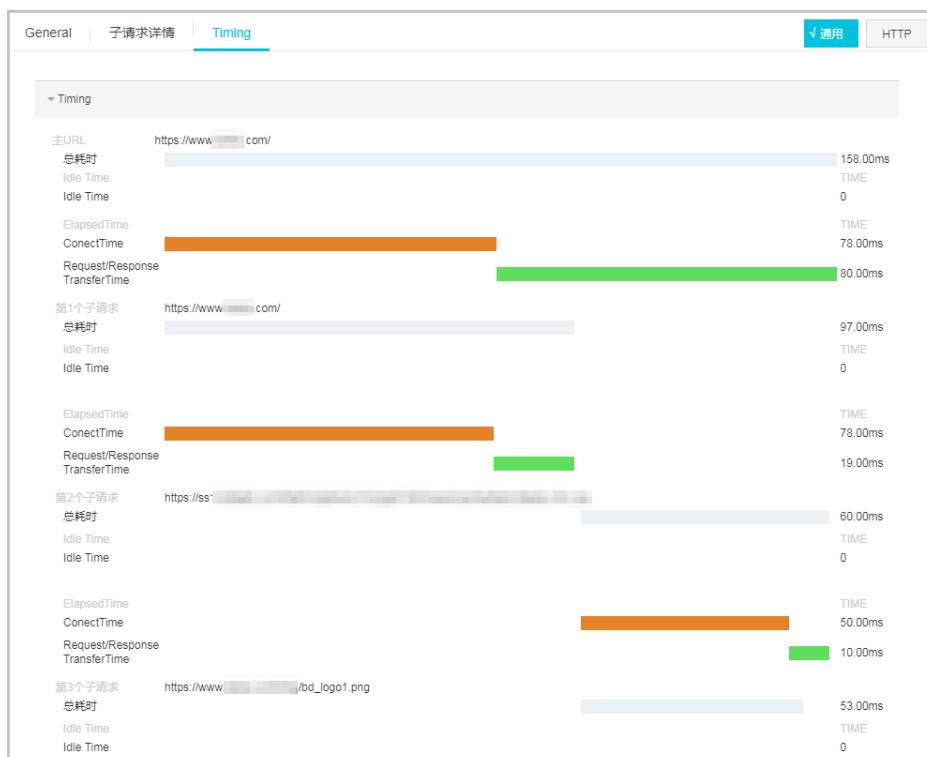 General 子请求详情 Timing √ 通用 HTTP
Timing
主URL https://www com/
总耗时 158.00ms
Idle Time TIME
Idle Time 0
ElapsedTime TIME
ConectTime 78.00ms
Request/Response
TransferTime 80.00ms
第1个子请求 https://www com/
总耗时 97.00ms
Idle Time TIME
Idle Time 0
ElapsedTime TIME
ConectTime 78.00ms
Request/Response
TransferTime 19.00ms
第2个子请求 https://ss1
总耗时 60.00ms
Idle Time TIME
Idle Time 0
ElapsedTime TIME
ConectTime 50.00ms
Request/Response
TransferTime 10.00ms
第3个子请求 https://www. /bd_logo1.png
总耗时 53.00ms
Idle Time TIME
Idle Time 0